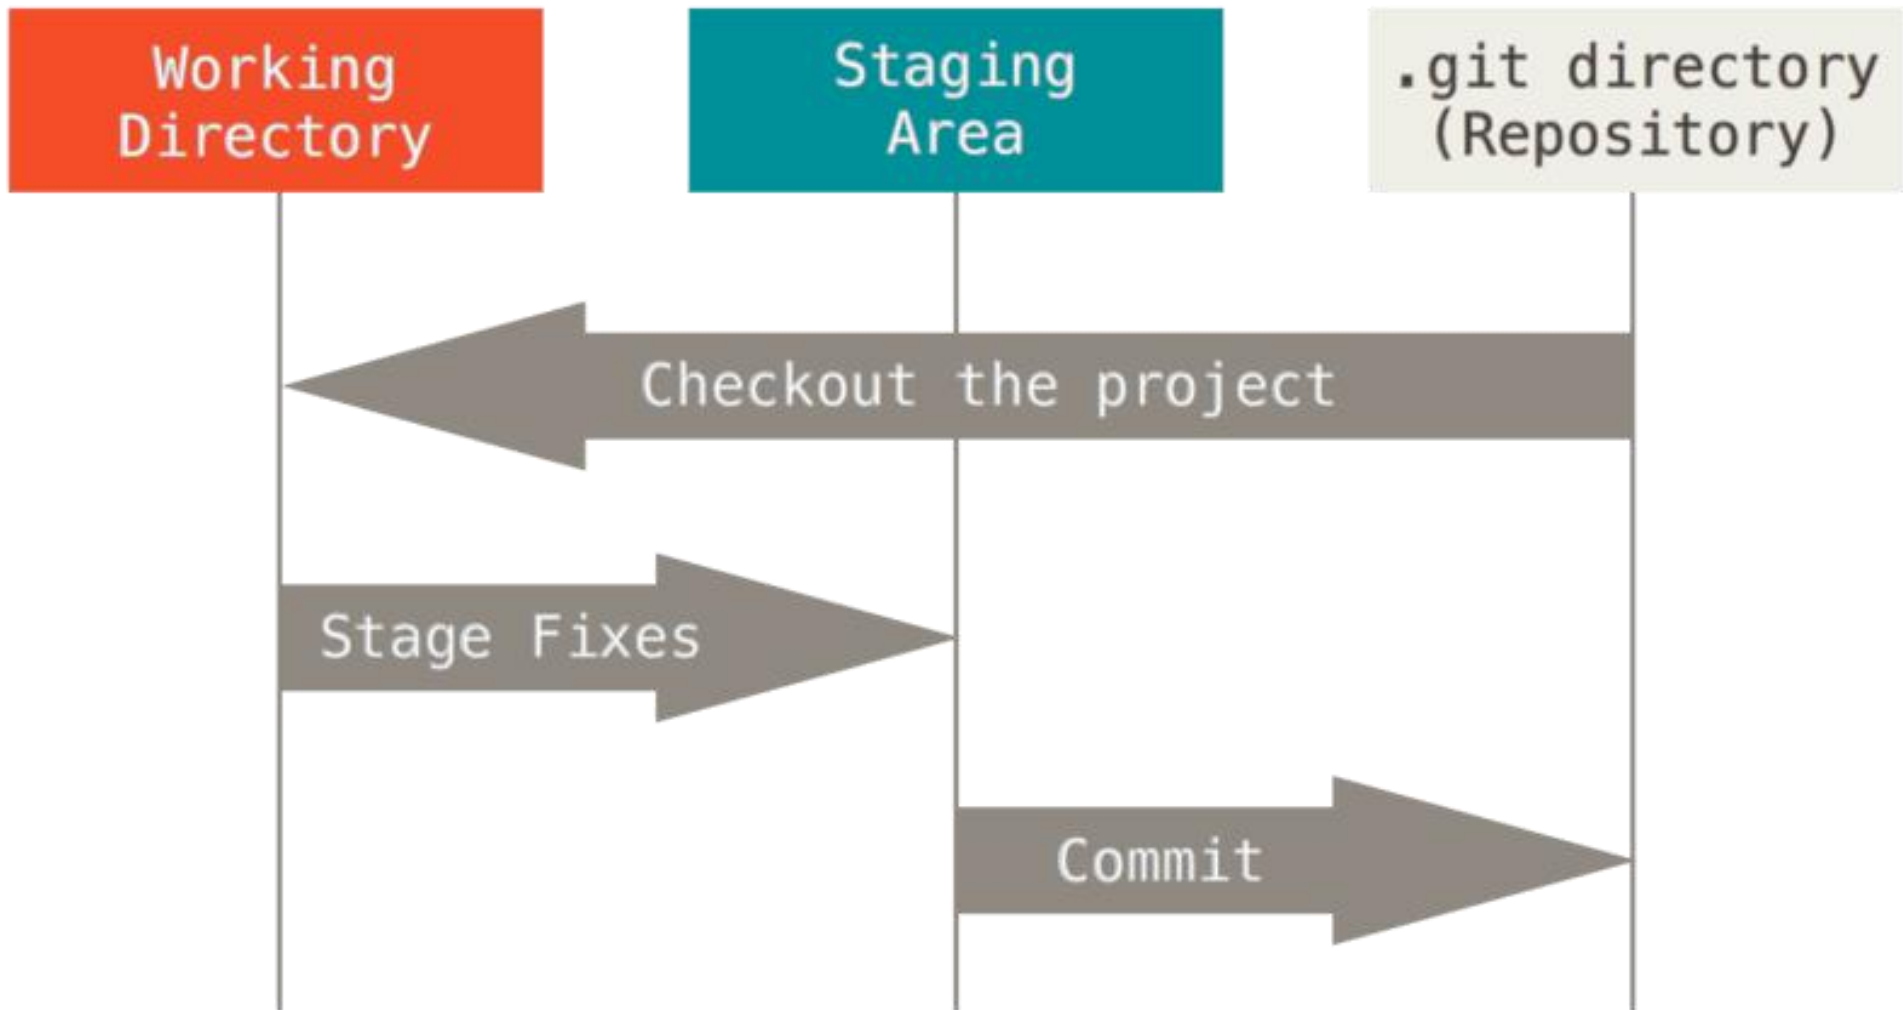 Working
Directory
Staging
Area
.git directory
(Repository)
Checkout the project
Stage Fixes
Commit